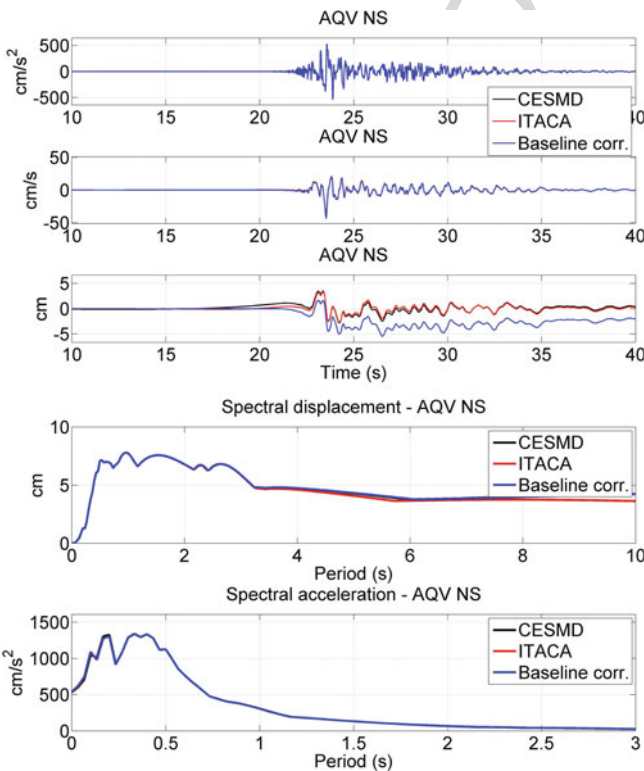 AQV NS
cm/s²
500
0
-500
10 15 20 25 30 35 40
CESMD
ITACA
Baseline corr.
AQV NS
cm/s
50
0
-50
10 15 20 25 30 35 40
AQV NS
cm
5
0
-5
10 15 20 25 30 35 40
Time (s)
Spectral displacement - AQV NS
cm
10
5
0
0 2 4 6 8 10
Period (s)
CESMD
ITACA
Baseline corr.
Spectral acceleration - AQV NS
cm/s²
1500
1000
500
0
0 0.5 1 1.5 2 2.5 3
Period (s)
CESMD
ITACA
Baseline corr.